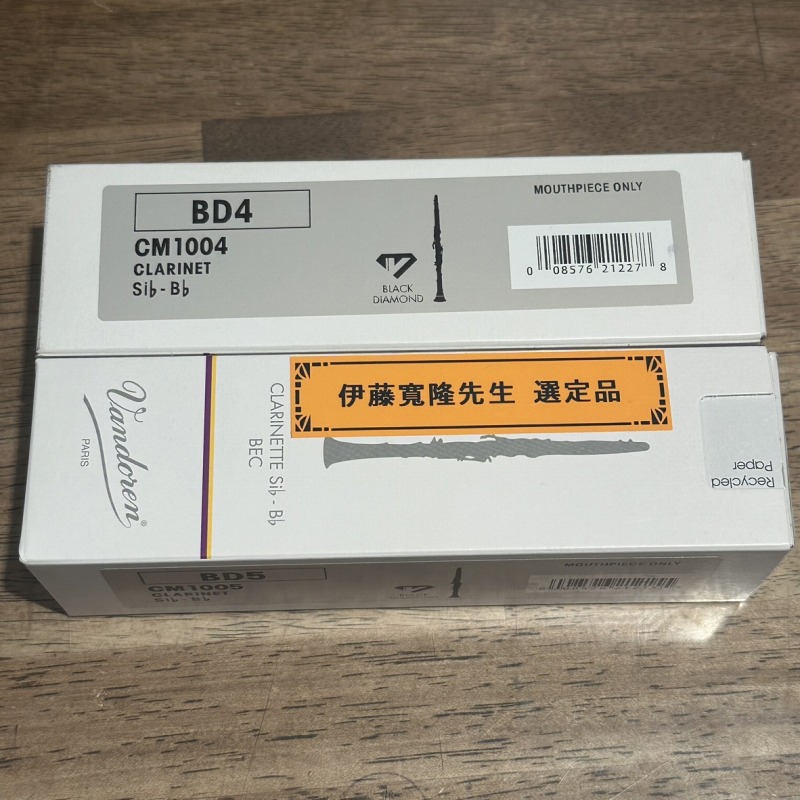 BD4
CM1004
CLARINET
Si♭ - B♭
BLACK
DIAMOND
MOUTHPIECE ONLY
0 08576 21227 8
Vandoren®
PARIS
CLARINETTE Si♭ - B♭
BEC
伊藤寛隆先生 選定品
Recycled
Paper
BD5
CM1005
CLARINET
Si♭ - B♭
MOUTHPIECE ONLY